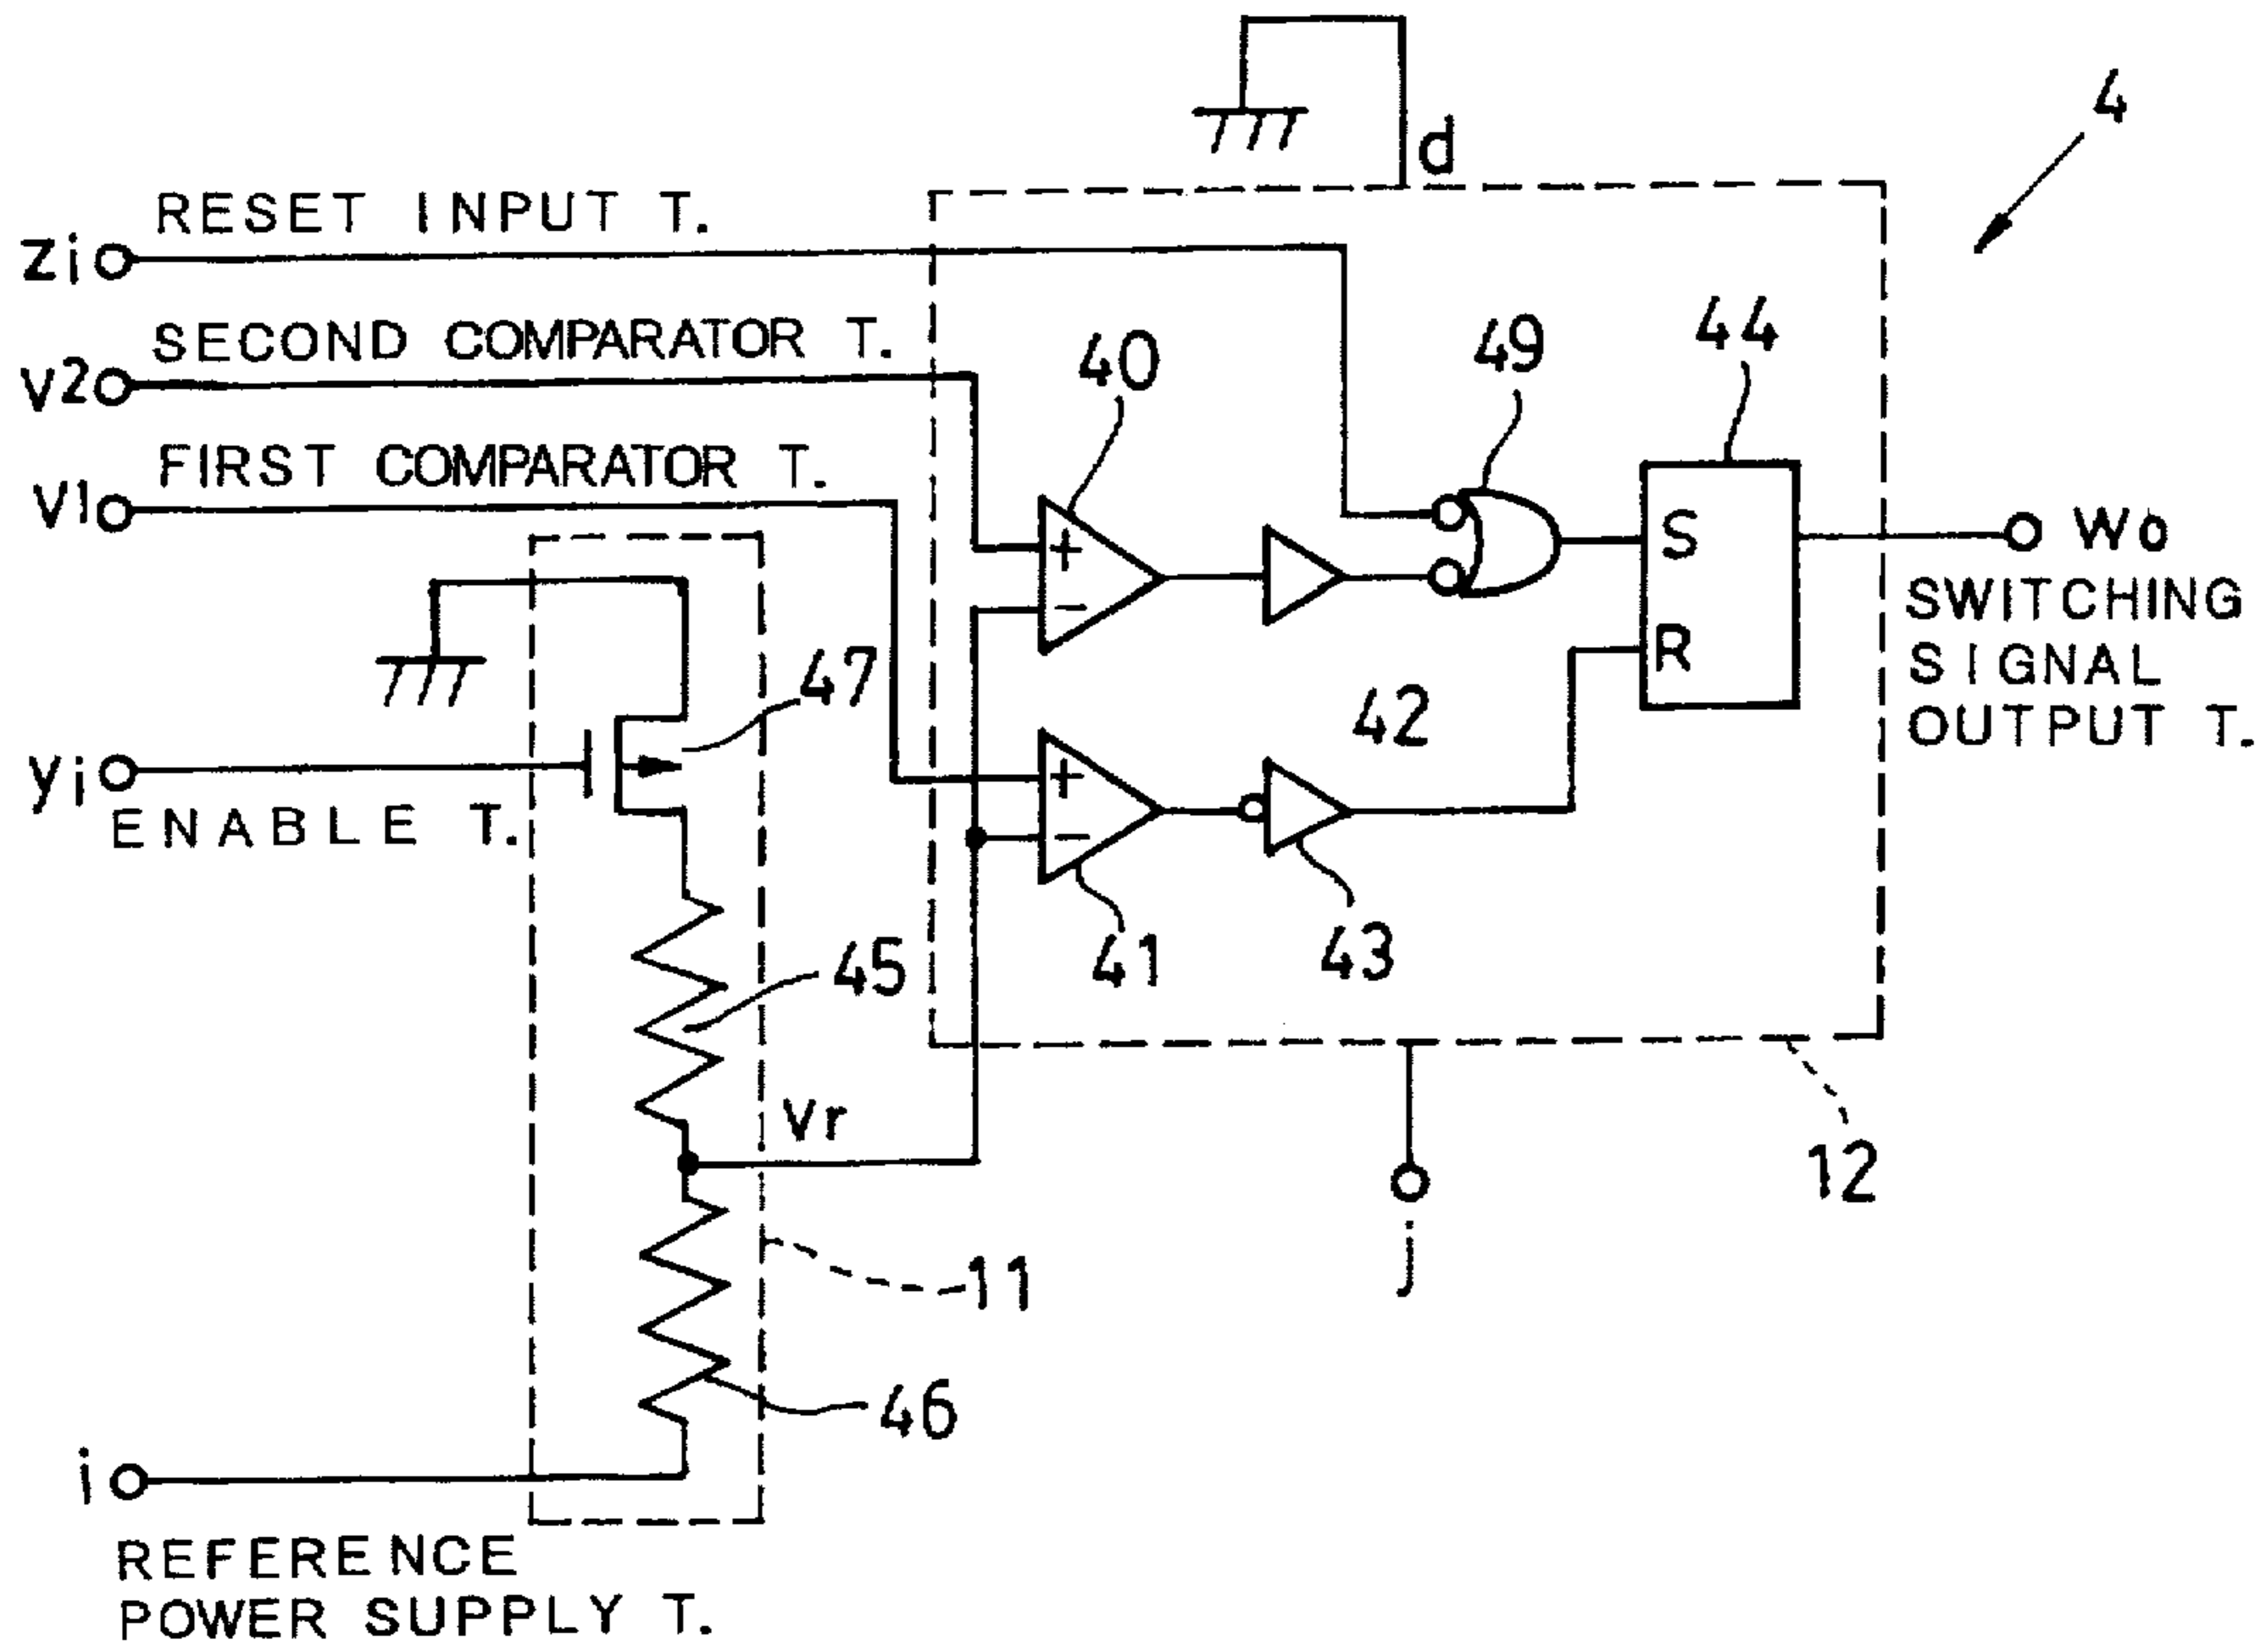 4
d
RESET INPUT T.
zi
SECOND COMPARATOR T.
v2
40
49
44
FIRST COMPARATOR T.
v1
+
−
S
R
wo
SWITCHING
SIGNAL
OUTPUT T.
47
42
yi
ENABLE T.
+
−
45
41
43
vr
12
11
j
46
i
REFERENCE
POWER SUPPLY T.